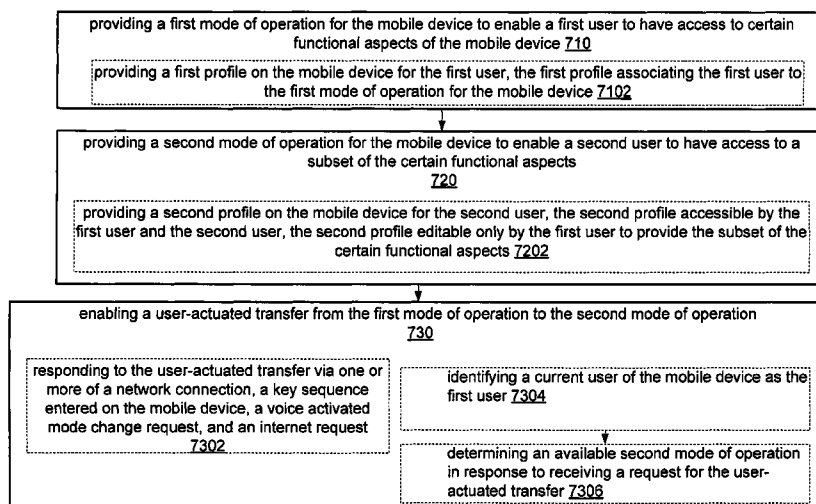 providing a first mode of operation for the mobile device to enable a first user to have access to certain
functional aspects of the mobile device 710
providing a first profile on the mobile device for the first user, the first profile associating the first user to
the first mode of operation for the mobile device 7102
providing a second mode of operation for the mobile device to enable a second user to have access to a
subset of the certain functional aspects
720
providing a second profile on the mobile device for the second user, the second profile accessible by the
first user and the second user, the second profile editable only by the first user to provide the subset of the
certain functional aspects 7202
enabling a user-actuated transfer from the first mode of operation to the second mode of operation
730
responding to the user-actuated transfer via one or
more of a network connection, a key sequence
entered on the mobile device, a voice activated
mode change request, and an internet request
7302
identifying a current user of the mobile device as the
first user 7304
determining an available second mode of operation
in response to receiving a request for the user-
actuated transfer 7306